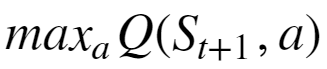 max_a Q(S_{t+1}, a)